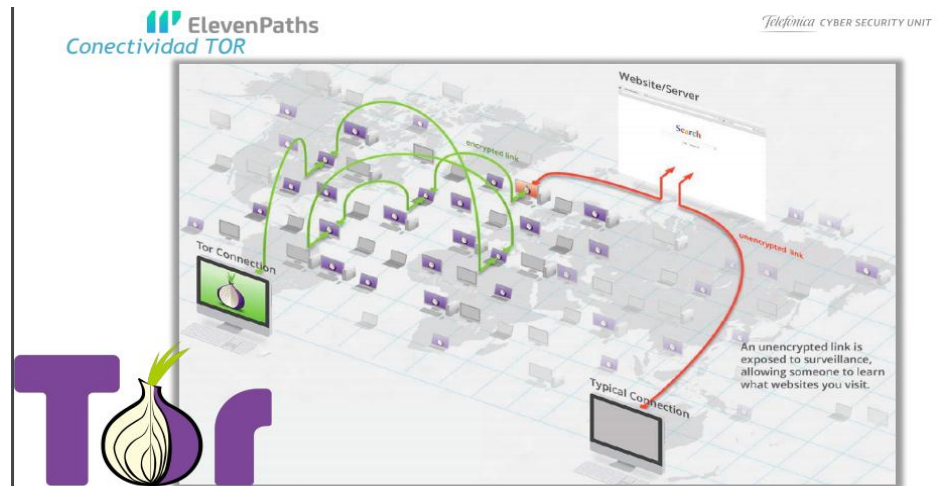 ElevenPaths
Telefónica CYBER SECURITY UNIT
Conectividad TOR
Website/Server
Search
encrypted link
unencrypted link
Tor Connection
An unencrypted link is
exposed to surveillance,
allowing someone to learn
what websites you visit.
Typical Connection
Tor